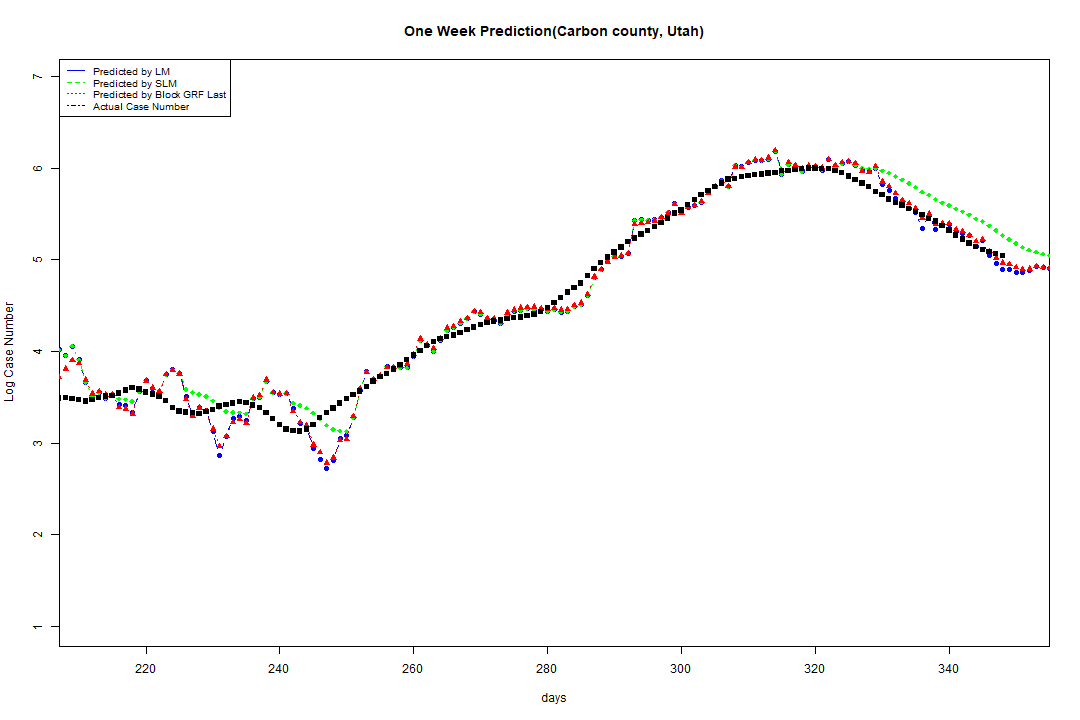 One Week Prediction(Carbon county, Utah)
Predicted by LM
Predicted by SLM
Predicted by Block GRF Last
Actual Case Number
7
6
5
4
3
2
1
Log Case Number
220 240 260 280 300 320 340
days